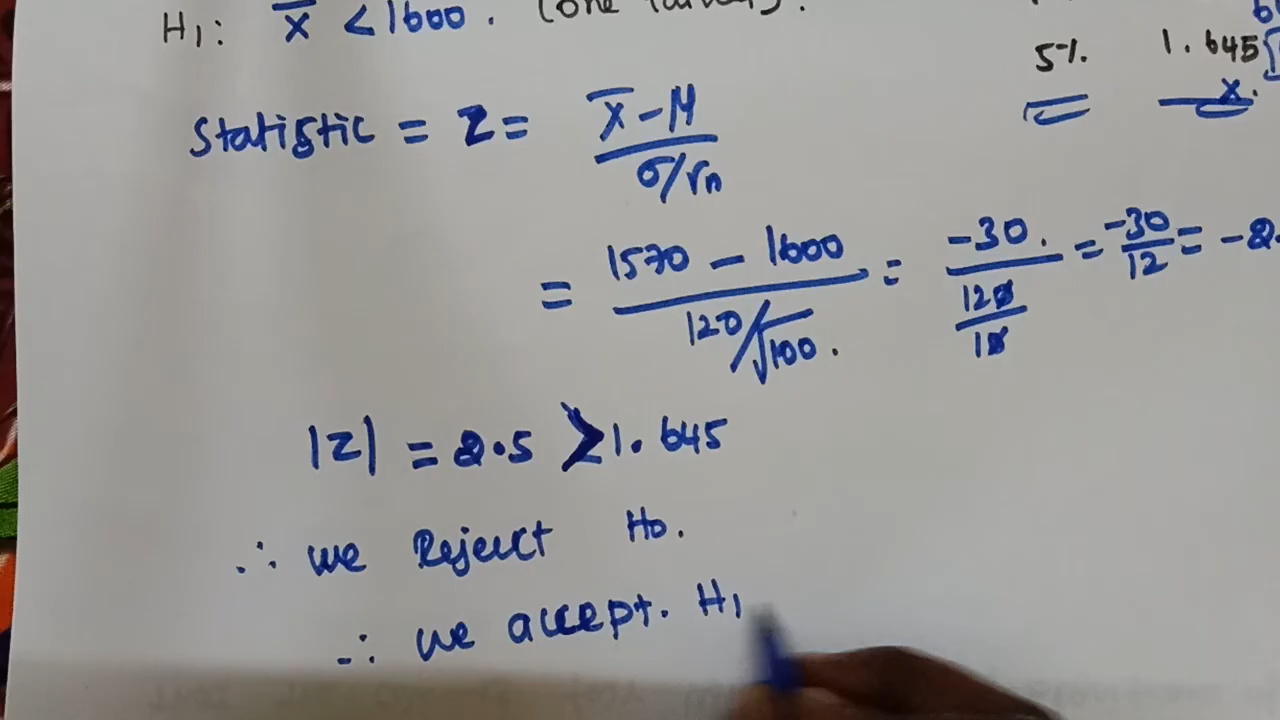 H₁: x̄ < 1600. (one tailed).
5%. 1.645
x.
Statistic = Z = x̄ - μ
σ/√n
= 1570 - 1600 = -30. = -30 = -2.
120/√100. 120 12
10
|Z| = 2.5 > 1.645
∴ we Reject H₀.
∴ we accept. H₁